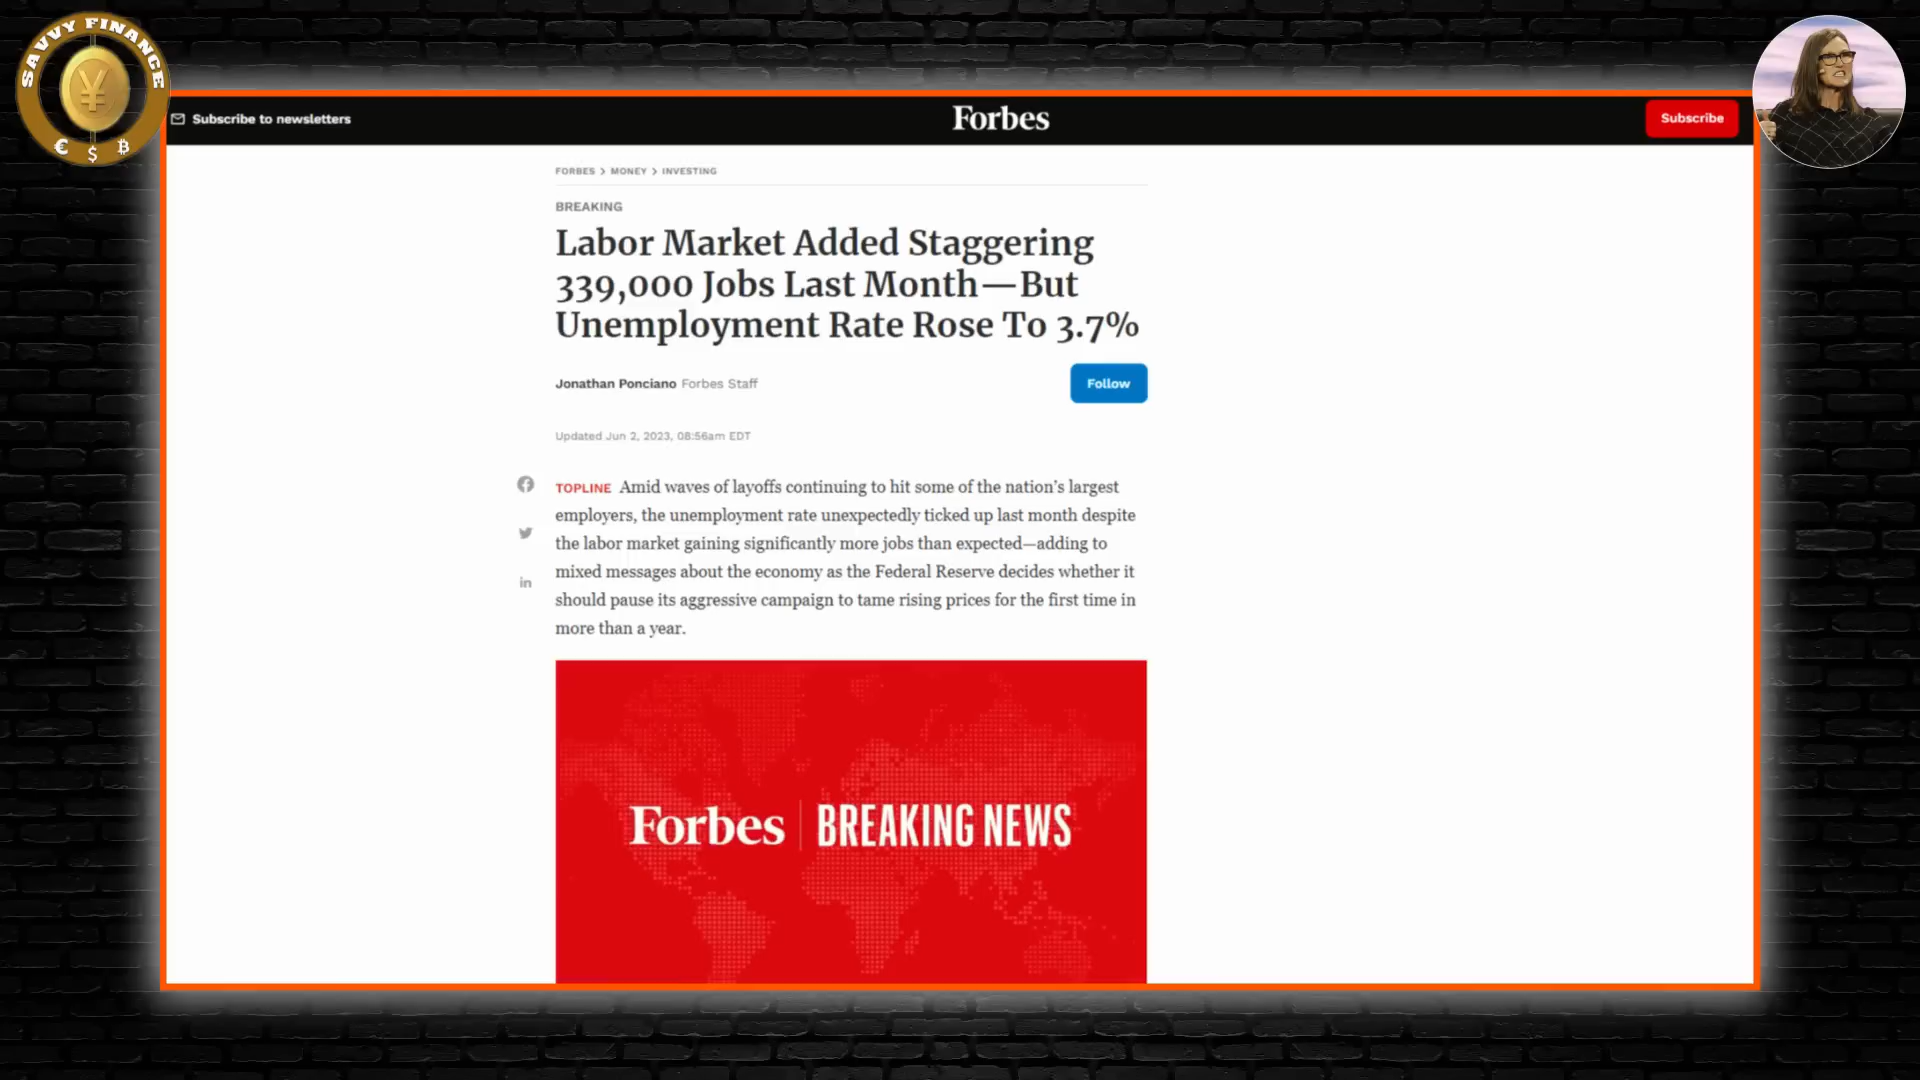 SAVVY FINANCE
¥
€ $ ₿
Subscribe to newsletters
Forbes
Subscribe
FORBES > MONEY > INVESTING
BREAKING
Labor Market Added Staggering
339,000 Jobs Last Month—But
Unemployment Rate Rose To 3.7%
Jonathan Ponciano Forbes Staff
Follow
Updated Jun 2, 2023, 08:56am EDT
TOPLINE Amid waves of layoffs continuing to hit some of the nation's largest
employers, the unemployment rate unexpectedly ticked up last month despite
the labor market gaining significantly more jobs than expected—adding to
mixed messages about the economy as the Federal Reserve decides whether it
should pause its aggressive campaign to tame rising prices for the first time in
more than a year.
Forbes | BREAKING NEWS